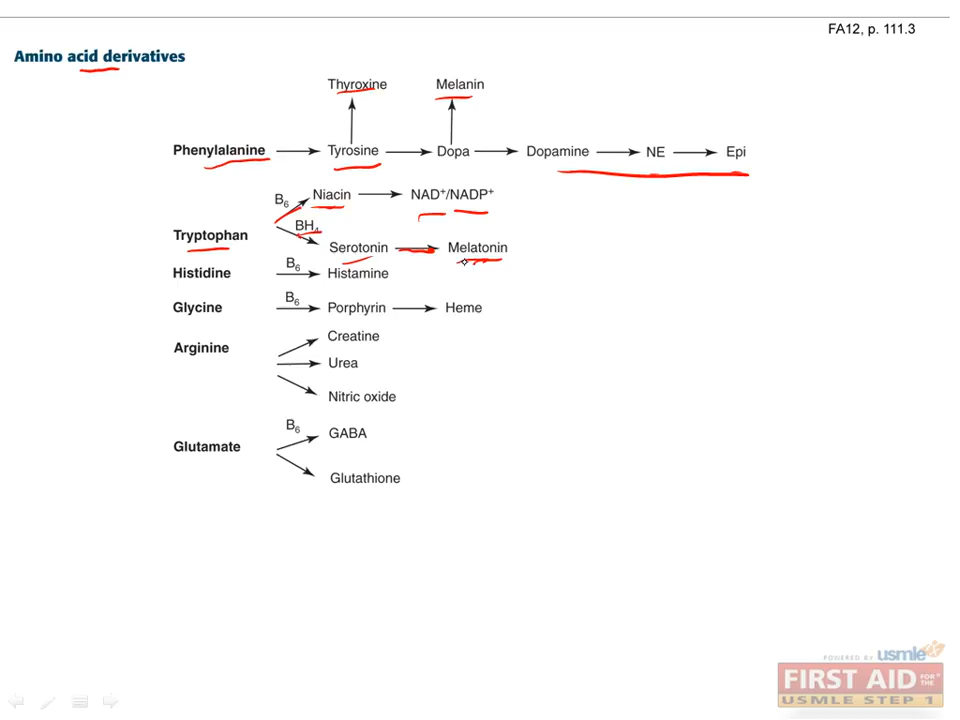 FA12, p. 111.3
Amino acid derivatives
Thyroxine Melanin
Phenylalanine Tyrosine Dopa Dopamine NE Epi
B6 Niacin NAD+/NADP+
BH4
Tryptophan
Serotonin Melatonin
B6
Histidine Histamine
B6
Glycine Porphyrin Heme
Creatine
Arginine
Urea
Nitric oxide
B6
GABA
Glutamate
Glutathione
POWERED BY usmle
FIRST AID FOR THE
USMLE STEP 1